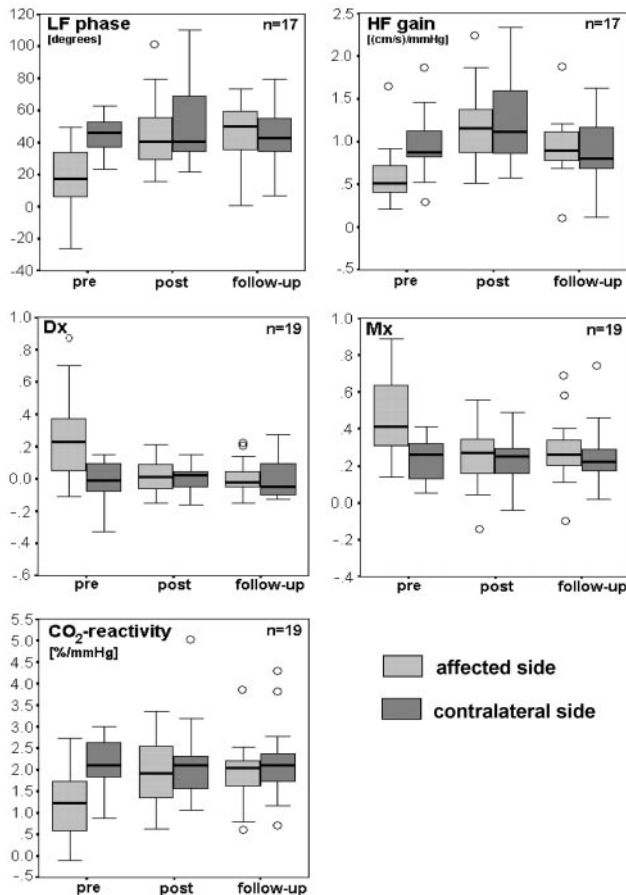 LF phase
[degrees]
n=17
120
100
80
60
40
20
0
-20
-40
pre post follow-up
HF gain
[(cm/s)/mmHg]
n=17
2.5
2.0
1.5
1.0
.5
0.0
-.5
pre post follow-up
Dx
n=19
1.0
.8
.6
.4
.2
0.0
-.2
-.4
-.6
pre post follow-up
Mx
n=19
1.0
.8
.6
.4
.2
0.0
-.2
-.4
pre post follow-up
CO₂-reactivity
[%/mmHg]
n=19
5.5
5.0
4.5
4.0
3.5
3.0
2.5
2.0
1.5
1.0
.5
0.0
-.5
pre post follow-up
affected side
contralateral side